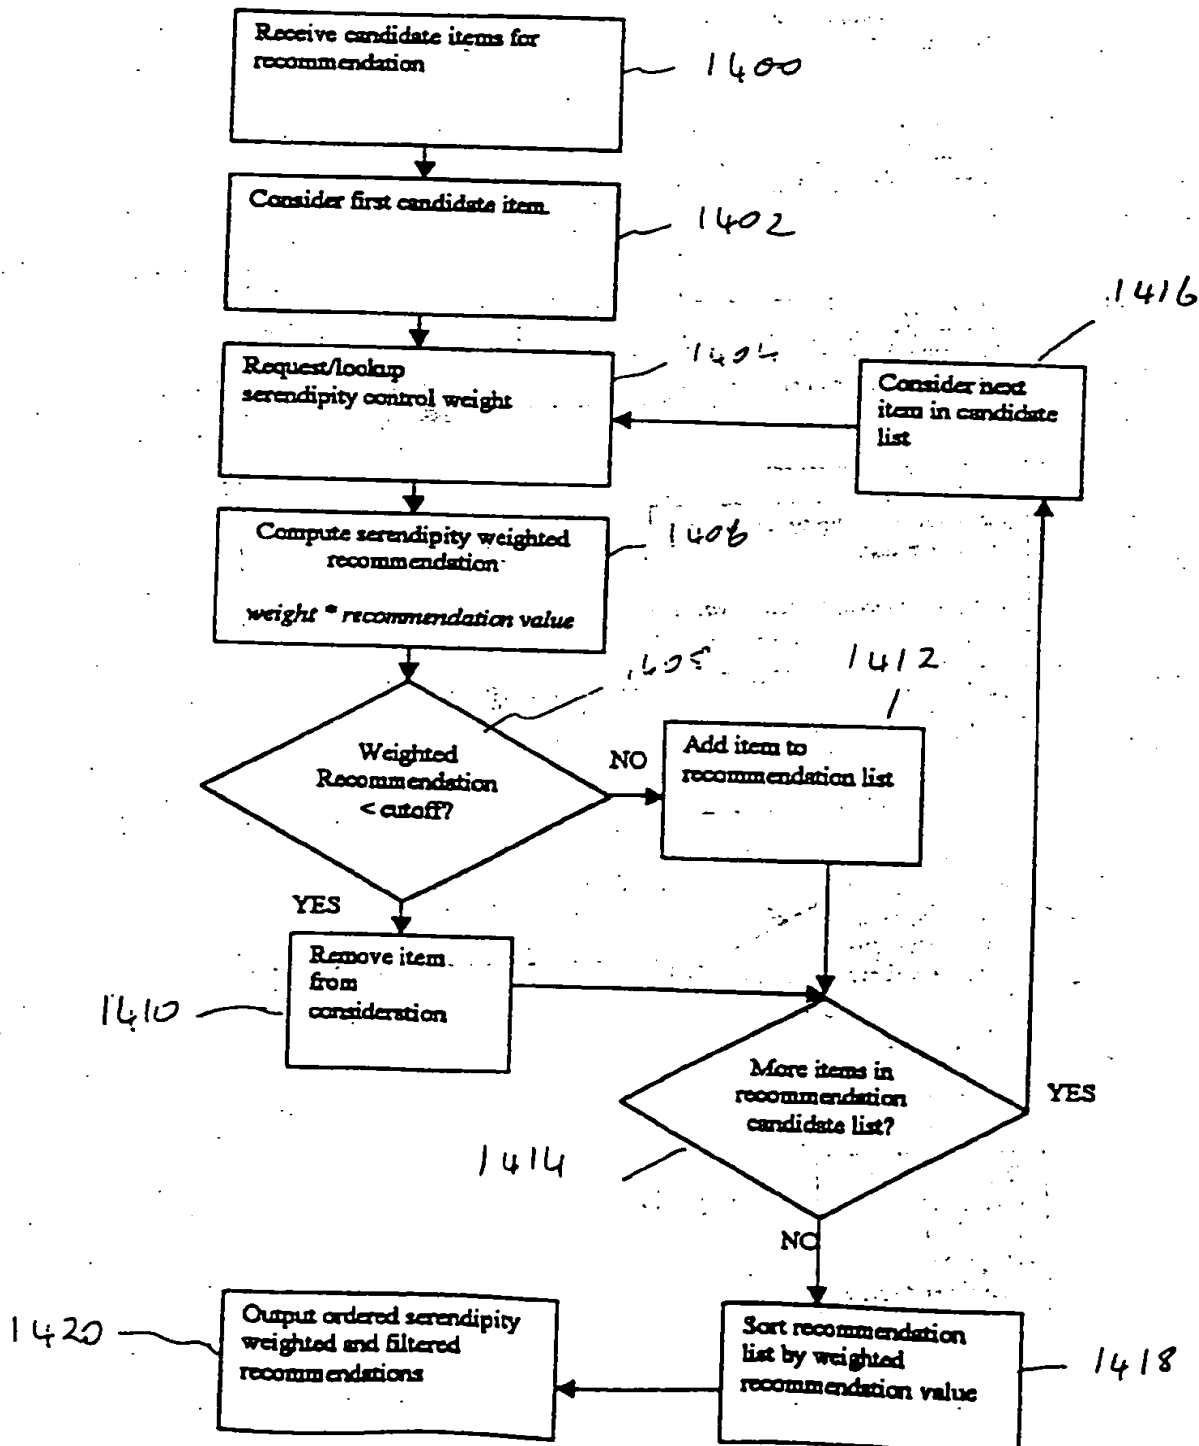 Receive candidate items for
recommendation
1400
Consider first candidate item.
1402
1416
Request/lookup
serendipity control weight
1404
Consider next
item in candidate
list
Compute serendipity weighted
recommendation
weight * recommendation value
1406
1412
Weighted
Recommendation
< cutoff?
NO
Add item to
recommendation list
YES
Remove item
from
consideration
1410
More items in
recommendation
candidate list?
YES
1414
NO
Output ordered serendipity
weighted and filtered
recommendations
1420
Sort recommendation
list by weighted
recommendation value
1418